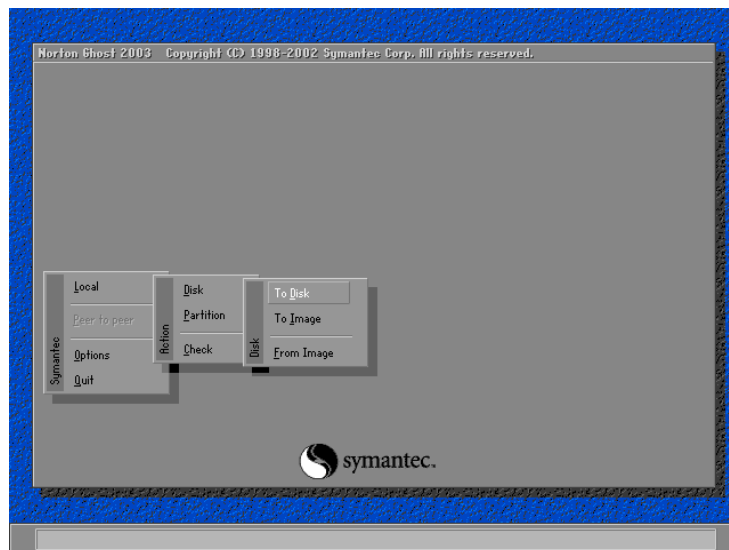 Norton Ghost 2003 Copyright (C) 1998-2002 Symantec Corp. All rights reserved.
Symantec
Local
Peer to peer
Options
Quit
Action
Disk
Partition
Check
Disk
To Disk
To Image
From Image
symantec.